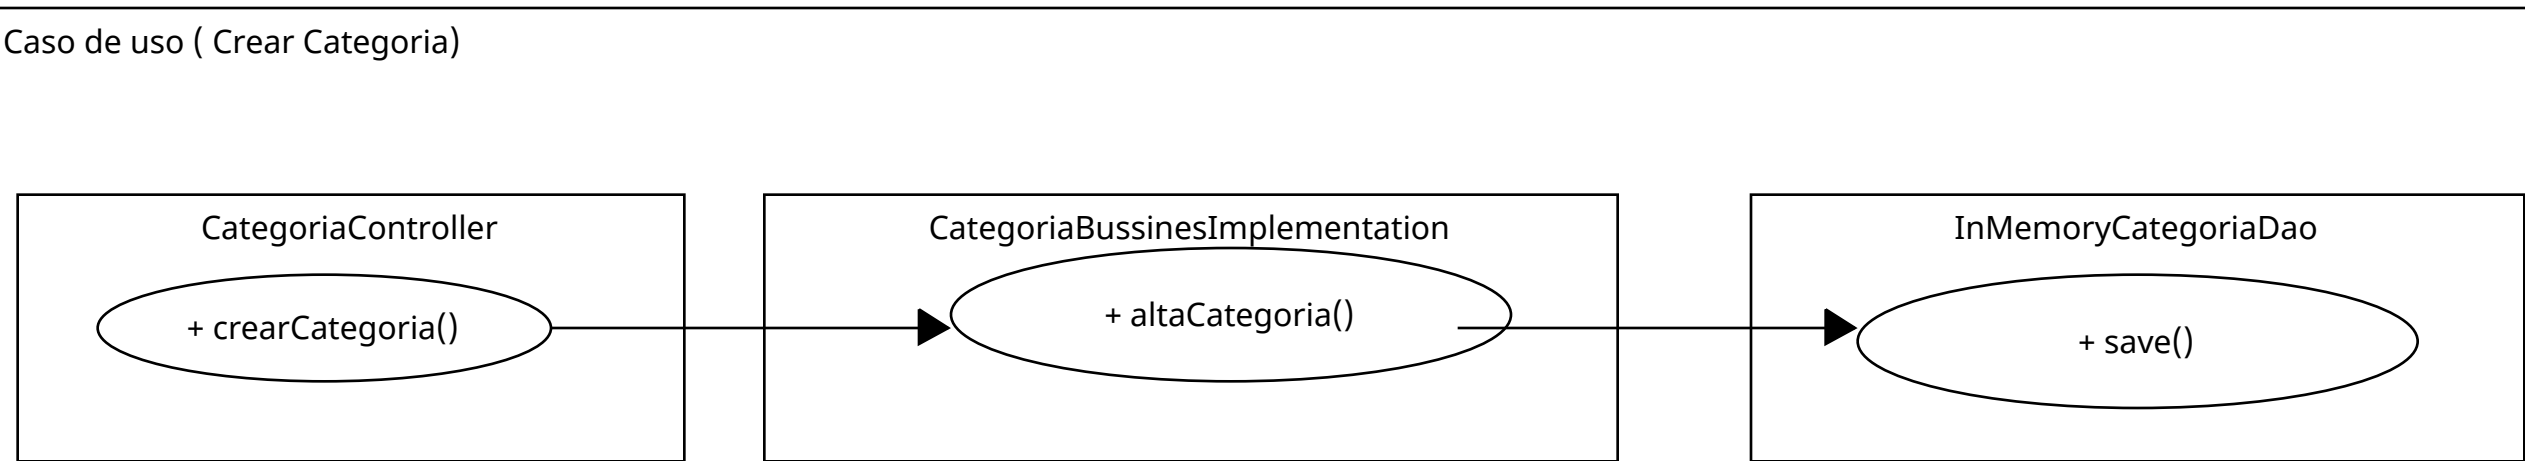 Caso de uso ( Crear Categoria)
CategoriaController
CategoriaBussinesImplementation
InMemoryCategoriaDao
+ crearCategoria()
+ altaCategoria()
+ save()